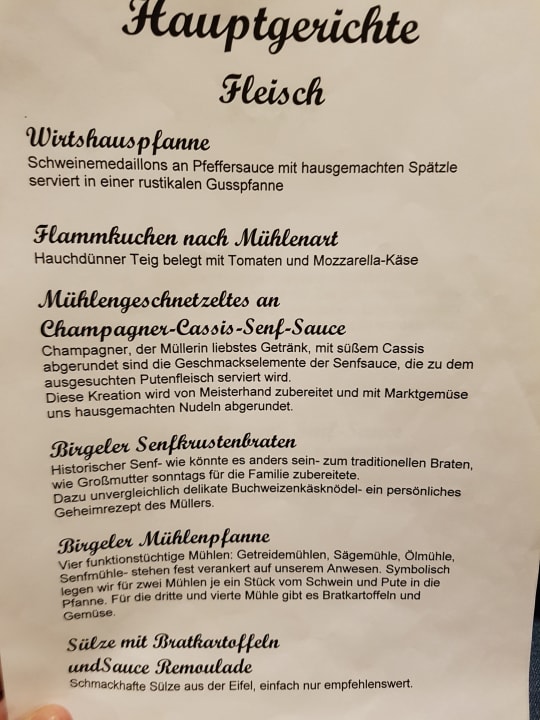 Hauptgerichte
Fleisch
Wirtshauspfanne
Schweinemedaillons an Pfeffersauce mit hausgemachten Spätzle
serviert in einer rustikalen Gusspfanne
Flammkuchen nach Mühlenart
Hauchdünner Teig belegt mit Tomaten und Mozzarella-Käse
Mühlengeschnetzeltes an
Champagner-Cassis-Senf-Sauce
Champagner, der Müllerin liebstes Getränk, mit süßem Cassis
abgerundet sind die Geschmackselemente der Senfsauce, die zu dem
ausgesuchten Putenfleisch serviert wird.
Diese Kreation wird von Meisterhand zubereitet und mit Marktgemüse
uns hausgemachten Nudeln abgerundet.
Birgeler Senfkrustenbraten
Historischer Senf- wie könnte es anders sein- zum traditionellen Braten,
wie Großmutter sonntags für die Familie zubereitete.
Dazu unvergleichlich delikate Buchweizenkäsknödel- ein persönliches
Geheimrezept des Müllers.
Birgeler Mühlenpfanne
Vier funktionstüchtige Mühlen: Getreidemühlen, Sägemühle, Ölmühle,
Senfmühle- stehen fest verankert auf unserem Anwesen. Symbolisch
legen wir für zwei Mühlen je ein Stück vom Schwein und Pute in die
Pfanne. Für die dritte und vierte Mühle gibt es Bratkartoffeln und
Gemüse.
Sülze mit Bratkartoffeln
undSauce Remoulade
Schmackhafte Sülze aus der Eifel, einfach nur empfehlenswert.